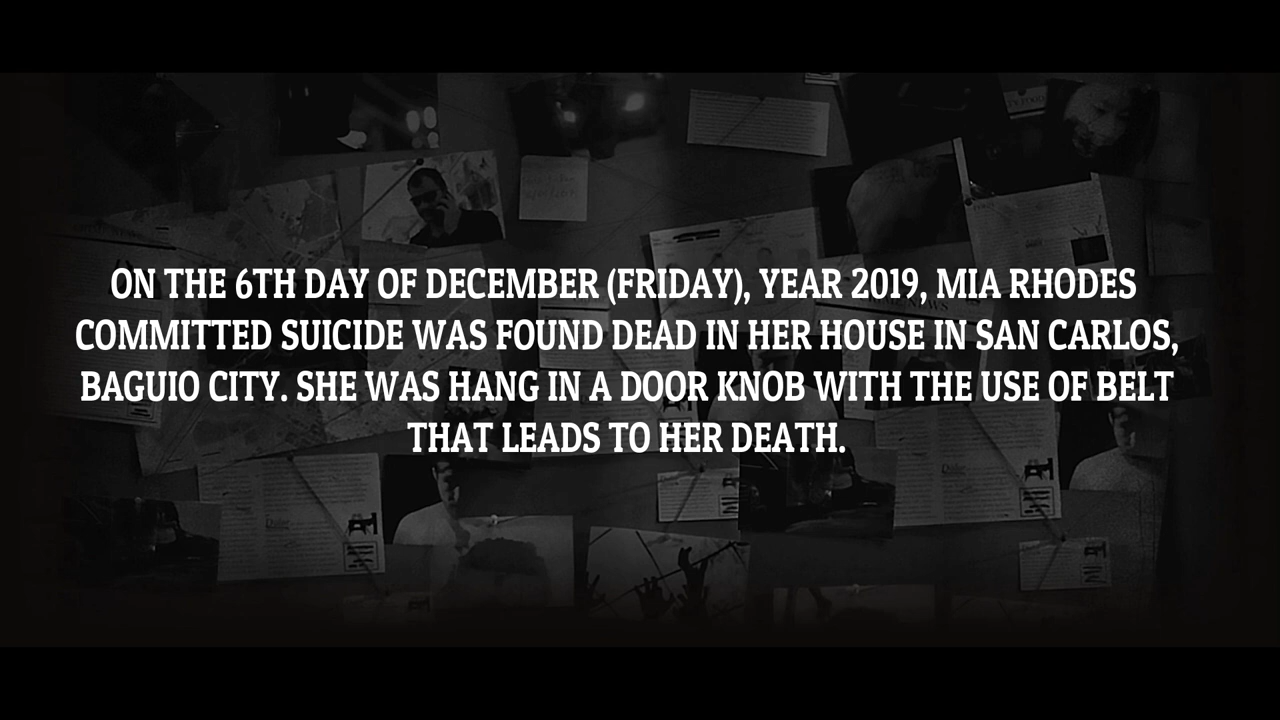 ON THE 6TH DAY OF DECEMBER (FRIDAY), YEAR 2019, MIA RHODES
COMMITTED SUICIDE WAS FOUND DEAD IN HER HOUSE IN SAN CARLOS,
BAGUIO CITY. SHE WAS HANG IN A DOOR KNOB WITH THE USE OF BELT
THAT LEADS TO HER DEATH.